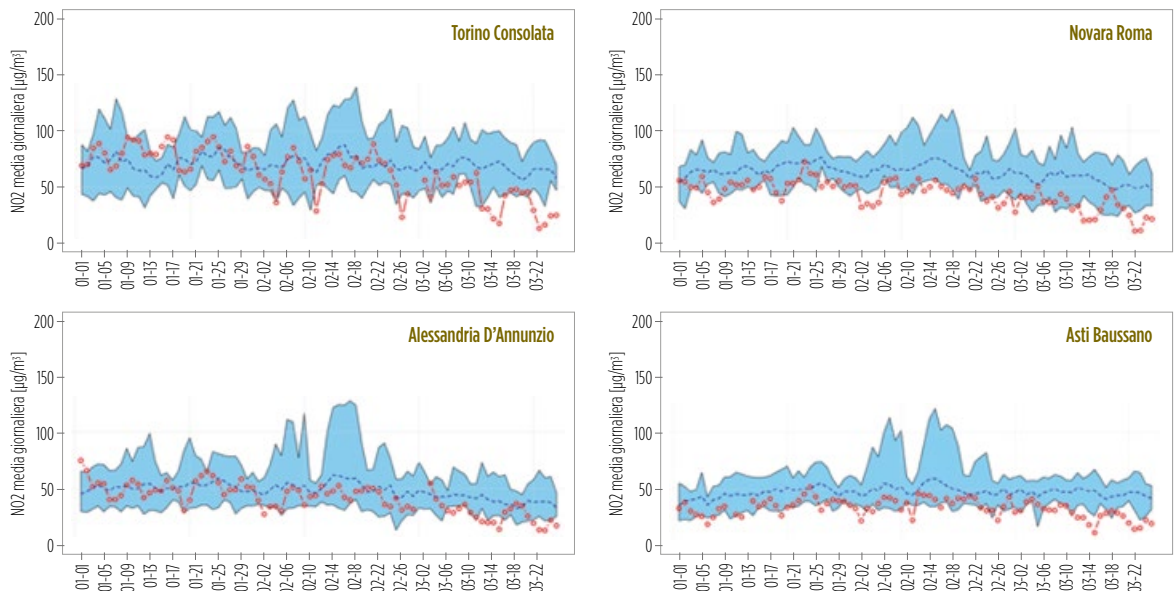 Torino Consolata
NO2 media giornaliera [µg/m³]
200
150
100
50
0
01-01 01-05 01-09 01-13 01-17 01-21 01-25 01-29 02-02 02-06 02-10 02-14 02-18 02-22 02-26 03-02 03-06 03-10 03-14 03-18 03-22
Novara Roma
NO2 media giornaliera [µg/m³]
200
150
100
50
0
01-01 01-05 01-09 01-13 01-17 01-21 01-25 01-29 02-02 02-06 02-10 02-14 02-18 02-22 02-26 03-02 03-06 03-10 03-14 03-18 03-22
Alessandria D'Annunzio
NO2 media giornaliera [µg/m³]
200
150
100
50
0
01-01 01-05 01-09 01-13 01-17 01-21 01-25 01-29 02-02 02-06 02-10 02-14 02-18 02-22 02-26 03-02 03-06 03-10 03-14 03-18 03-22
Asti Baussano
NO2 media giornaliera [µg/m³]
200
150
100
50
0
01-01 01-05 01-09 01-13 01-17 01-21 01-25 01-29 02-02 02-06 02-10 02-14 02-18 02-22 02-26 03-02 03-06 03-10 03-14 03-18 03-22